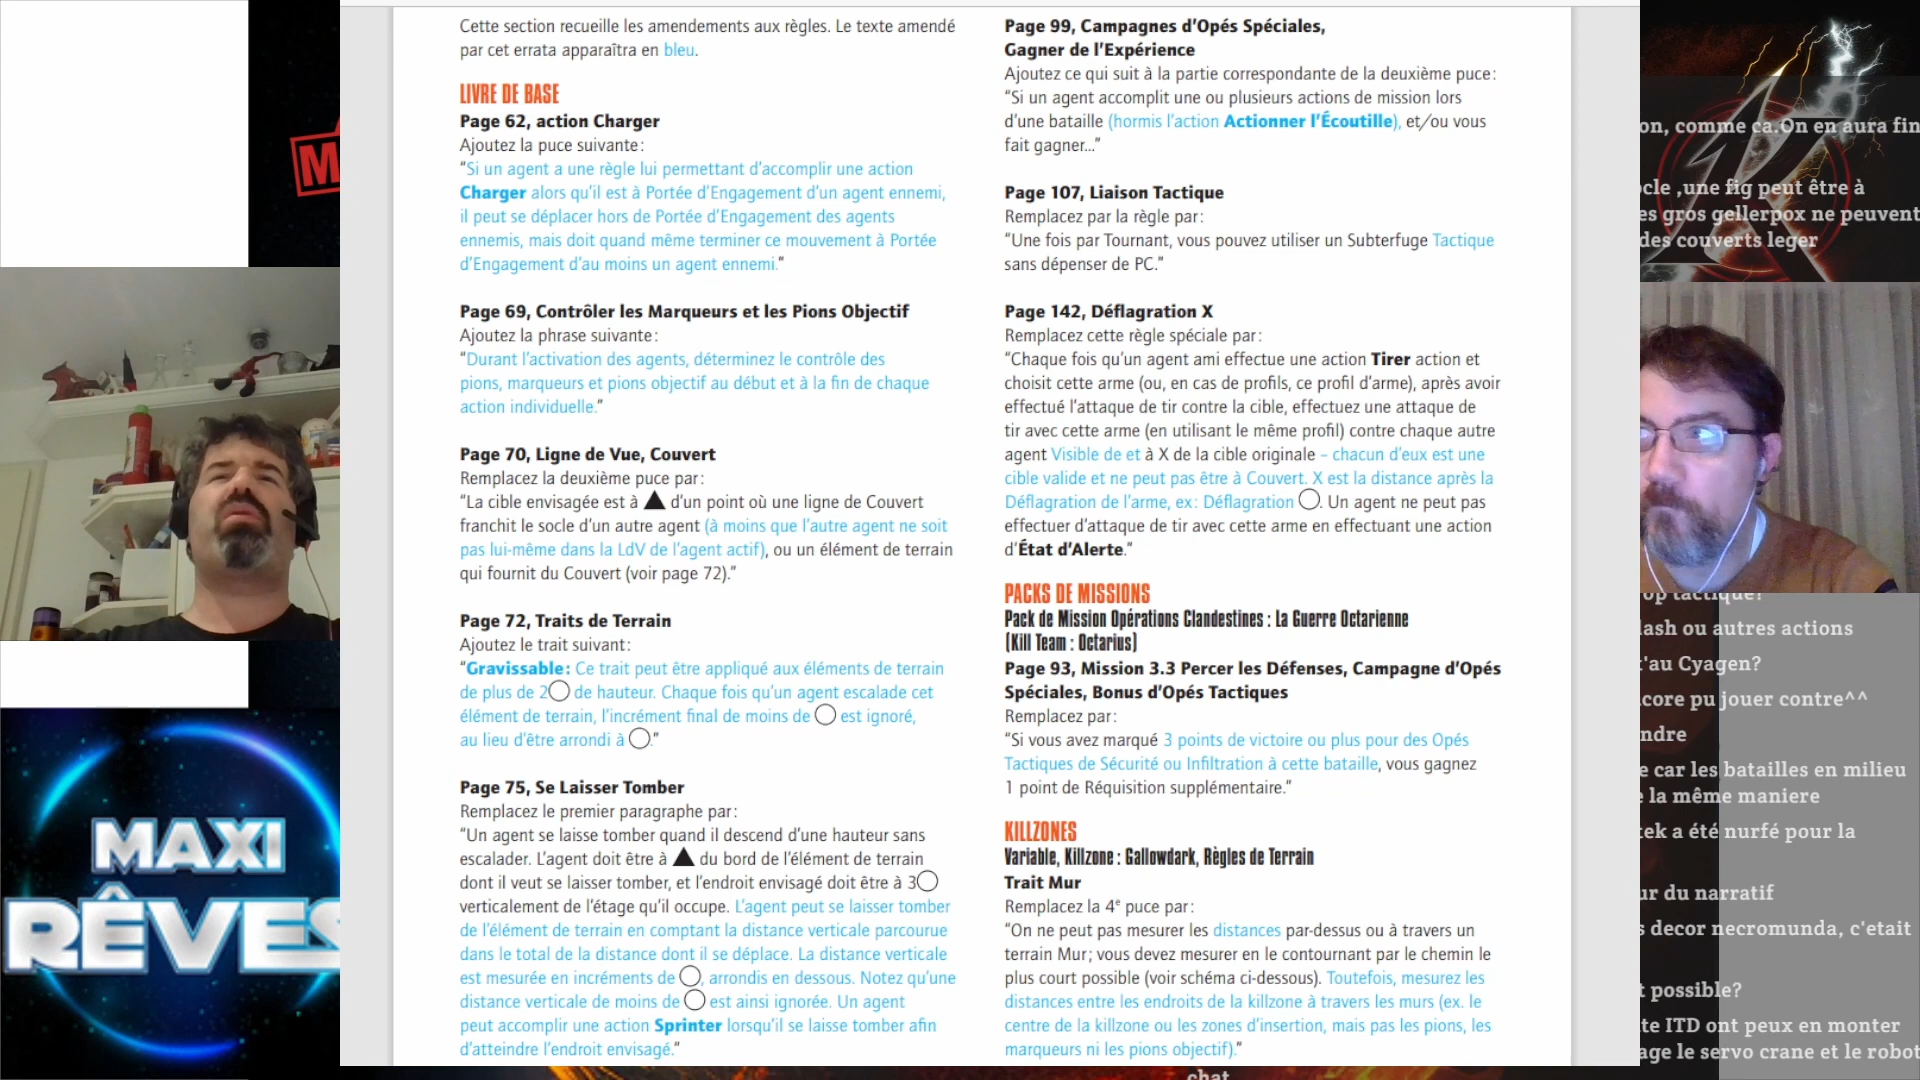 Cette section recueille les amendements aux règles. Le texte amendé
par cet errata apparaîtra en bleu.
LIVRE DE BASE
Page 62, action Charger
Ajoutez la puce suivante :
“Si un agent a une règle lui permettant d’accomplir une action
Charger alors qu’il est à Portée d’Engagement d’un agent ennemi,
il peut se déplacer hors de Portée d’Engagement des agents
ennemis, mais doit quand même terminer ce mouvement à Portée
d’Engagement d’au moins un agent ennemi.”
Page 69, Contrôler les Marqueurs et les Pions Objectif
Ajoutez la phrase suivante :
“Durant l’activation des agents, déterminez le contrôle des
pions, marqueurs et pions objectif au début et à la fin de chaque
action individuelle.”
Page 70, Ligne de Vue, Couvert
Remplacez la deuxième puce par :
“La cible envisagée est à ▲ d’un point où une ligne de Couvert
franchit le socle d’un autre agent (à moins que l’autre agent ne soit
pas lui-même dans la LdV de l’agent actif), ou un élément de terrain
qui fournit du Couvert (voir page 72).”
Page 72, Traits de Terrain
Ajoutez le trait suivant :
“Gravissable : Ce trait peut être appliqué aux éléments de terrain
de plus de 2○ de hauteur. Chaque fois qu’un agent escalade cet
élément de terrain, l’incrément final de moins de ○ est ignoré,
au lieu d’être arrondi à ○.”
Page 75, Se Laisser Tomber
Remplacez le premier paragraphe par :
“Un agent se laisse tomber quand il descend d’une hauteur sans
escalader. L’agent doit être à ▲ du bord de l’élément de terrain
dont il veut se laisser tomber, et l’endroit envisagé doit être à 3○
verticalement de l’étage qu’il occupe. L’agent peut se laisser tomber
de l’élément de terrain en comptant la distance verticale parcourue
dans le total de la distance dont il se déplace. La distance verticale
est mesurée en incréments de ○, arrondis en dessous. Notez qu’une
distance verticale de moins de ○ est ainsi ignorée. Un agent
peut accomplir une action Sprinter lorsqu’il se laisse tomber afin
d’atteindre l’endroit envisagé.”
Page 99, Campagnes d’Opés Spéciales,
Gagner de l’Expérience
Ajoutez ce qui suit à la partie correspondante de la deuxième puce :
“Si un agent accomplit une ou plusieurs actions de mission lors
d’une bataille (hormis l’action Actionner l’Écoutille), et/ou vous
fait gagner...”
Page 107, Liaison Tactique
Remplacez par la règle par :
“Une fois par Tournant, vous pouvez utiliser un Subterfuge Tactique
sans dépenser de PC.”
Page 142, Déflagration X
Remplacez cette règle spéciale par :
“Chaque fois qu’un agent ami effectue une action Tirer action et
choisit cette arme (ou, en cas de profils, ce profil d’arme), après avoir
effectué l’attaque de tir contre la cible, effectuez une attaque de
tir avec cette arme (en utilisant le même profil) contre chaque autre
agent Visible de et à X de la cible originale – chacun d’eux est une
cible valide et ne peut pas être à Couvert. X est la distance après la
Déflagration de l’arme, ex : Déflagration ○. Un agent ne peut pas
effectuer d’attaque de tir avec cette arme en effectuant une action
d’État d’Alerte.”
PACKS DE MISSIONS
Pack de Mission Opérations Clandestines : La Guerre Octarienne
(Kill Team : Octarius)
Page 93, Mission 3.3 Percer les Défenses, Campagne d’Opés
Spéciales, Bonus d’Opés Tactiques
Remplacez par :
“Si vous avez marqué 3 points de victoire ou plus pour des Opés
Tactiques de Sécurité ou Infiltration à cette bataille, vous gagnez
1 point de Réquisition supplémentaire.”
KILLZONES
Variable, Killzone : Gallowdark, Règles de Terrain
Trait Mur
Remplacez la 4e puce par :
“On ne peut pas mesurer les distances par-dessus ou à travers un
terrain Mur ; vous devez mesurer en le contournant par le chemin le
plus court possible (voir schéma ci-dessous). Toutefois, mesurez les
distances entre les endroits de la killzone à travers les murs (ex. le
centre de la killzone ou les zones d’insertion, mais pas les pions, les
marqueurs ni les pions objectif).”
M
MAXI
RÊVES
on, comme ca.On en aura fin
ocle ,une fig peut être à
es gros gellerpox ne peuvent
des couverts leger
op tactique!
lash ou autres actions
t'au Cyagen?
core pu jouer contre^^
ndre
e car les batailles en milieu
e la même maniere
tek a été nurfé pour la
ur du narratif
s decor necromunda, c'etait
t possible?
te ITD ont peux en monter
age le servo crane et le robot
chat